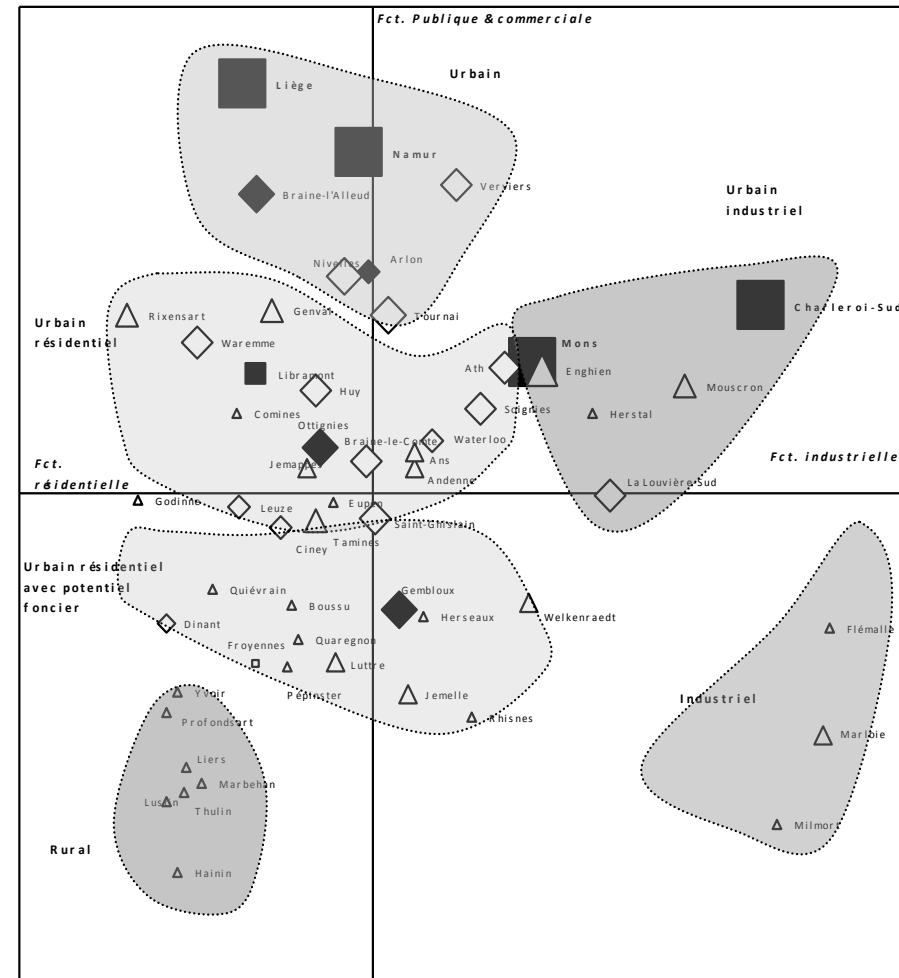 Fct. Publique & commerciale
Urbain
Liège
Namur
Verviers
Braine-l'Alleud
Urbain
industriel
Nivelles
Arlon
Rixensart
Genval
Tournai
Charleroi-Sud
Urbain
résidentiel
Waremme
Mons
Libramont
Ath
Enghien
Huy
Mouscron
Comines
Soignies
Herstal
Ottignies
Braine-le-Comte
Waterloo
Fct.
résidentielle
Jemappes
Ans
Fct. industrielle
Andenne
La Louvière Sud
Godinne
Leuze
Eupen
Saint-Ghislain
Ciney
Tamines
Urbain résidentiel
avec potentiel
foncier
Quiévrain
Boussu
Gembloux
Herseaux
Welkenraedt
Dinant
Flémalle
Froyennes
Quaregnon
Luttre
Pépinster
Jemelle
Industriel
Yvoir
Profondsart
Rhisnes
Marloie
Liers
Marbehan
Lustin
Thulin
Milmort
Rural
Hainin